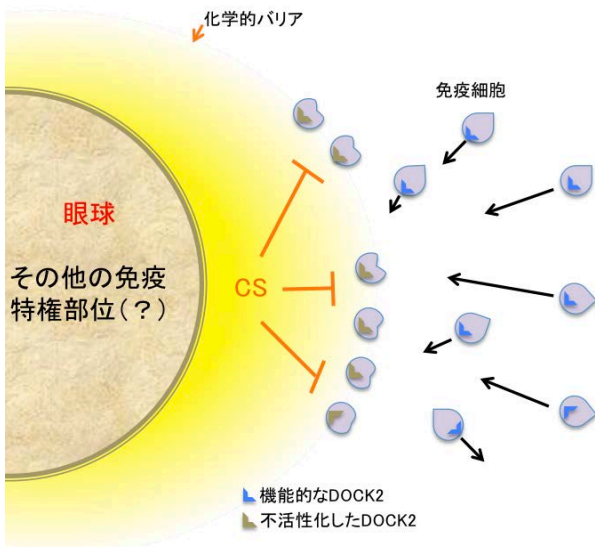 化学的バリア
免疫細胞
眼球
その他の免疫
特権部位(?)
CS
機能的なDOCK2
不活性化したDOCK2